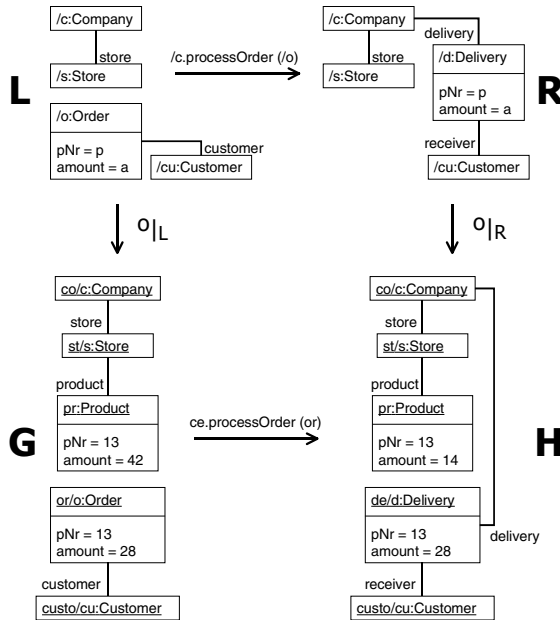 /c:Company
store
/s:Store
/o:Order
pNr = p
amount = a
customer
/cu:Customer
L
/c.processOrder (/o)
/c:Company
delivery
store
/s:Store
/d:Delivery
pNr = p
amount = a
receiver
/cu:Customer
R
o|L
o|R
co/c:Company
store
st/s:Store
product
pr:Product
pNr = 13
amount = 42
G
or/o:Order
pNr = 13
amount = 28
customer
custo/cu:Customer
ce.processOrder (or)
co/c:Company
store
st/s:Store
product
pr:Product
pNr = 13
amount = 14
H
de/d:Delivery
pNr = 13
amount = 28
delivery
receiver
custo/cu:Customer